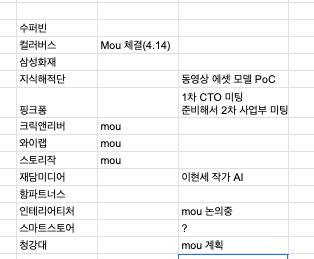 수퍼빈
컬러버스 Mou 체결(4.14)
삼성화재
지식해적단 동영상 에셋 모델 PoC
핑크퐁 1차 CTO 미팅
준비해서 2차 사업부 미팅
크릭앤리버 mou
와이랩 mou
스토리작 mou
재담미디어 이현세 작가 AI
함파트너스
인테리어티처 mou 논의중
스마트스토어 ?
청강대 mou 계획